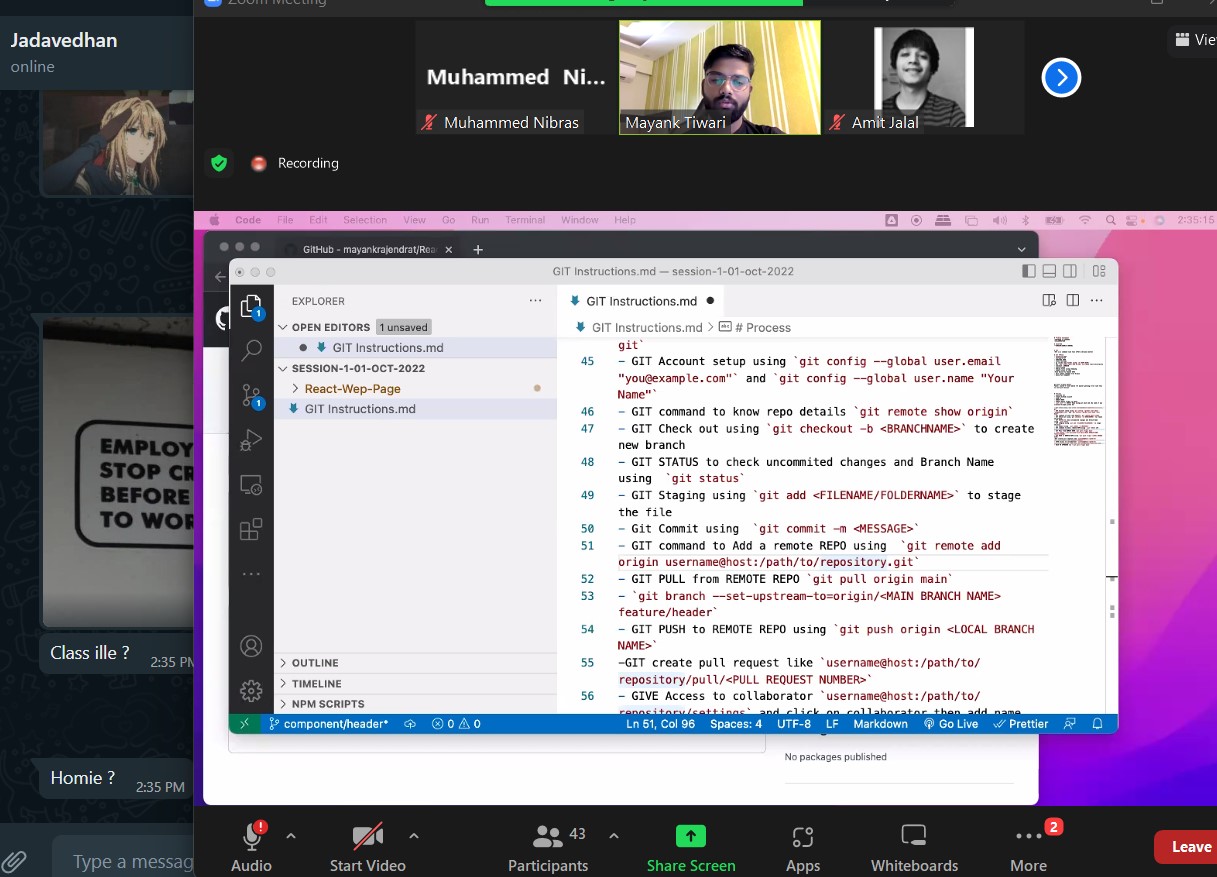 Zoom Meeting
Jadavedhan
online
View
Muhammed Ni...
Muhammed Nibras
Mayank Tiwari
Amit Jalal
Recording
Code File Edit Selection View Go Run Terminal Window Help
2:35:15
GitHub - mayankrajendrat/Rea
GIT Instructions.md — session-1-01-oct-2022
EXPLORER
OPEN EDITORS 1 unsaved
GIT Instructions.md
SESSION-1-01-OCT-2022
React-Wep-Page
GIT Instructions.md
OUTLINE
TIMELINE
NPM SCRIPTS
1
1
GIT Instructions.md
GIT Instructions.md > # Process
git`
45 - GIT Account setup using `git config --global user.email
"you@example.com"` and `git config --global user.name "Your
Name"`
46 - GIT command to know repo details `git remote show origin`
47 - GIT Check out using `git checkout -b <BRANCHNAME>` to create
new branch
48 - GIT STATUS to check uncommited changes and Branch Name
using `git status`
49 - GIT Staging using `git add <FILENAME/FOLDERNAME>` to stage
the file
50 - Git Commit using `git commit -m <MESSAGE>`
51 - GIT command to Add a remote REPO using `git remote add
origin username@host:/path/to/repository.git`
52 - GIT PULL from REMOTE REPO `git pull origin main`
53 - `git branch --set-upstream-to=origin/<MAIN BRANCH NAME>
feature/header`
54 - GIT PUSH to REMOTE REPO using `git push origin <LOCAL BRANCH
NAME>`
55 -GIT create pull request like `username@host:/path/to/
repository/pull/<PULL REQUEST NUMBER>`
56 - GIVE Access to collaborator `username@host:/path/to/
repository/settings` and click on collaborator then add name
component/header* 0 0 Ln 51, Col 96 Spaces: 4 UTF-8 LF Markdown Go Live Prettier
No packages published
EMPLOY
STOP CR
BEFORE
TO WOR
Class ille ? 2:35 PM
Homie ? 2:35 PM
Type a messag
Audio
Start Video
Participants 43
Share Screen
Apps
Whiteboards
More 2
Leave